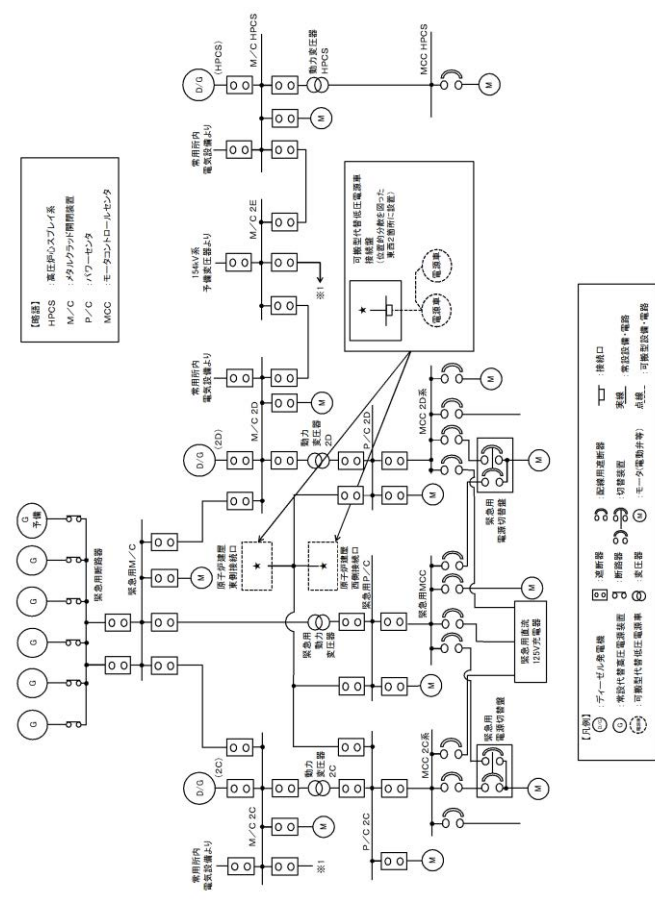 【略語】
HPCS :高圧炉心スプレイ系
M/C :メタルクラッド開閉装置
P/C :パワーセンタ
MCC :モータコントロールセンタ
G
G
G
G
G
G
予備
緊急用断路器
緊急用M/C
M
常用所内
電気設備より
D/G
(2C)
M/C 2C
※1
M
動力
変圧器
2C
P/C 2C
M
MCC 2C系
緊急用
電源切替盤
M
M
緊急用
動力
変圧器
緊急用P/C
緊急用MCC
M
緊急用直流
125V充電器
原子炉建屋
東側接続口
★
原子炉建屋
西側接続口
★
D/G
(2D)
常用所内
電気設備より
M/C 2D
M
動力
変圧器
2D
P/C 2D
M
MCC 2D系
M
緊急用
電源切替盤
M
154kV系
予備変圧器より
M/C 2E
※1
常用所内
電気設備より
D/G
(HPCS)
M/C HPCS
M
動力変圧器
HPCS
MCC HPCS
M
可搬型代替低圧電源車
接続盤
(位置的分散を図った
東西2箇所に設置)
★
電源車
電源車
【凡例】
D/G :ディーゼル発電機
G :常設代替高圧電源装置
電源車 :可搬型代替低圧電源車
:遮断器
:断路器
:変圧器
:配線用遮断器
:切替装置
M :モータ(電動弁等)
:接続口
実線 :常設設備・電路
点線 :可搬型設備・電路